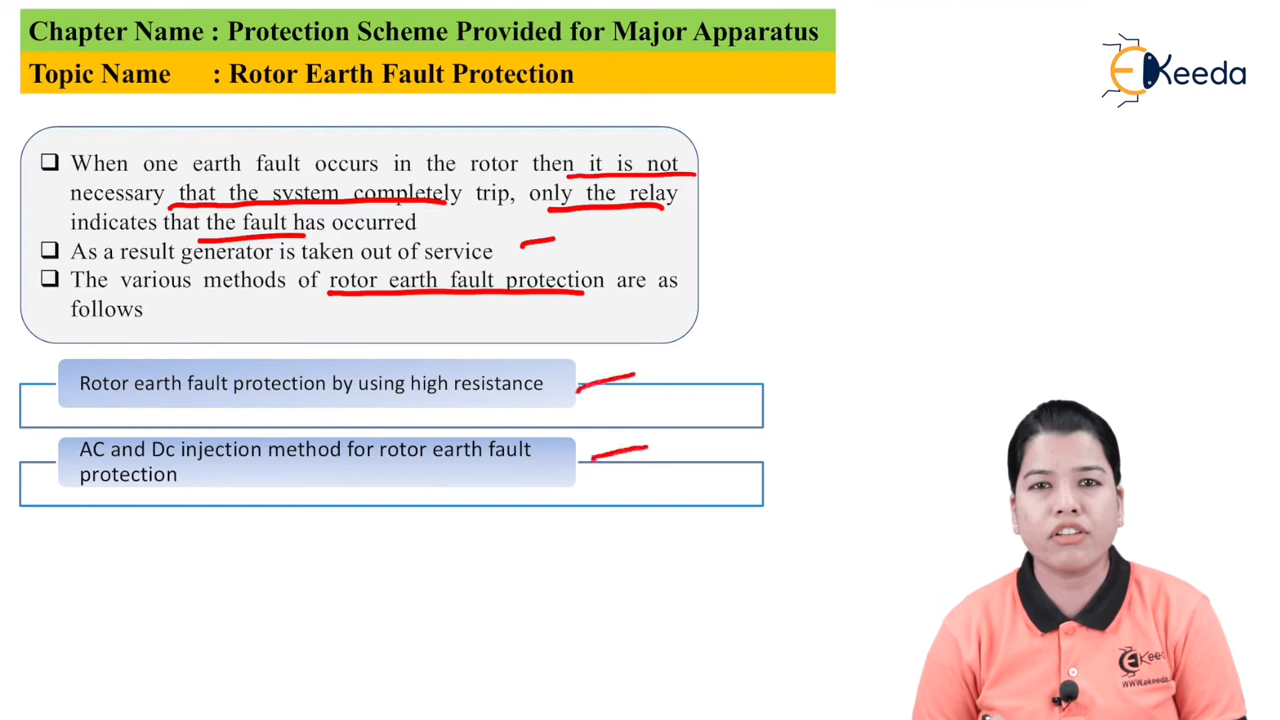 Chapter Name : Protection Scheme Provided for Major Apparatus
Topic Name : Rotor Earth Fault Protection
Keeda
When one earth fault occurs in the rotor then it is not
necessary that the system completely trip, only the relay
indicates that the fault has occurred
As a result generator is taken out of service
The various methods of rotor earth fault protection are as
follows
Rotor earth fault protection by using high resistance
AC and Dc injection method for rotor earth fault
protection